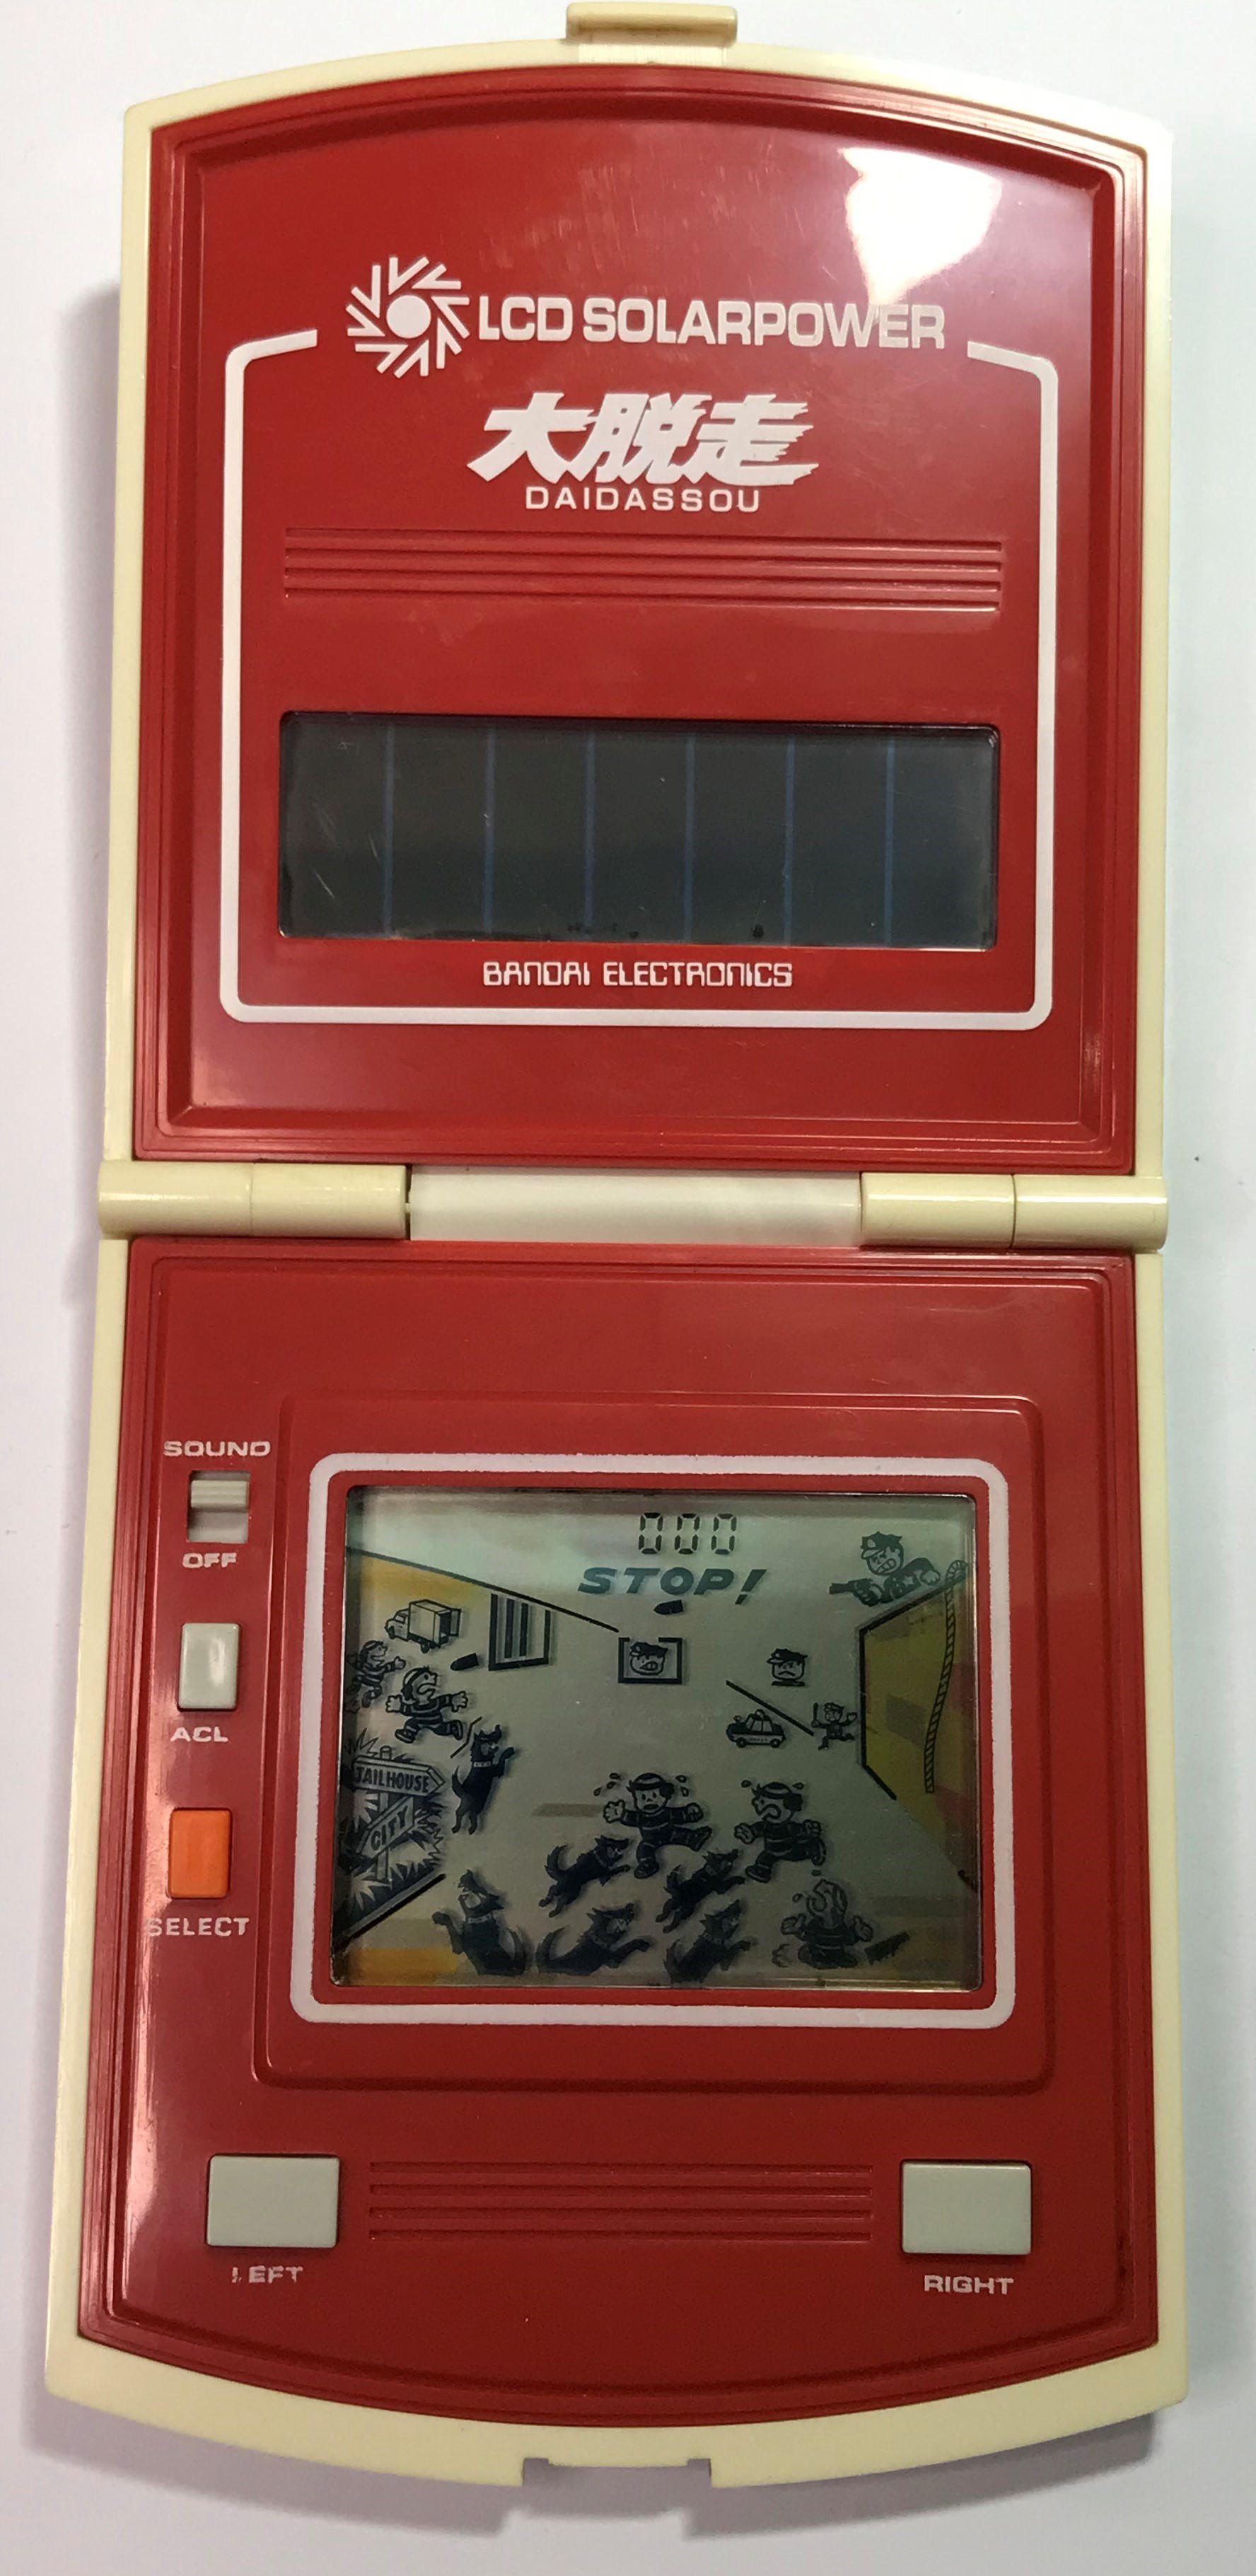 LCD SOLARPOWER
大脱走
DAIDASSOU
BANDAI ELECTRONICS
SOUND
OFF
ACL
SELECT
000
STOP!
JAILHOUSE
CITY
LEFT
RIGHT